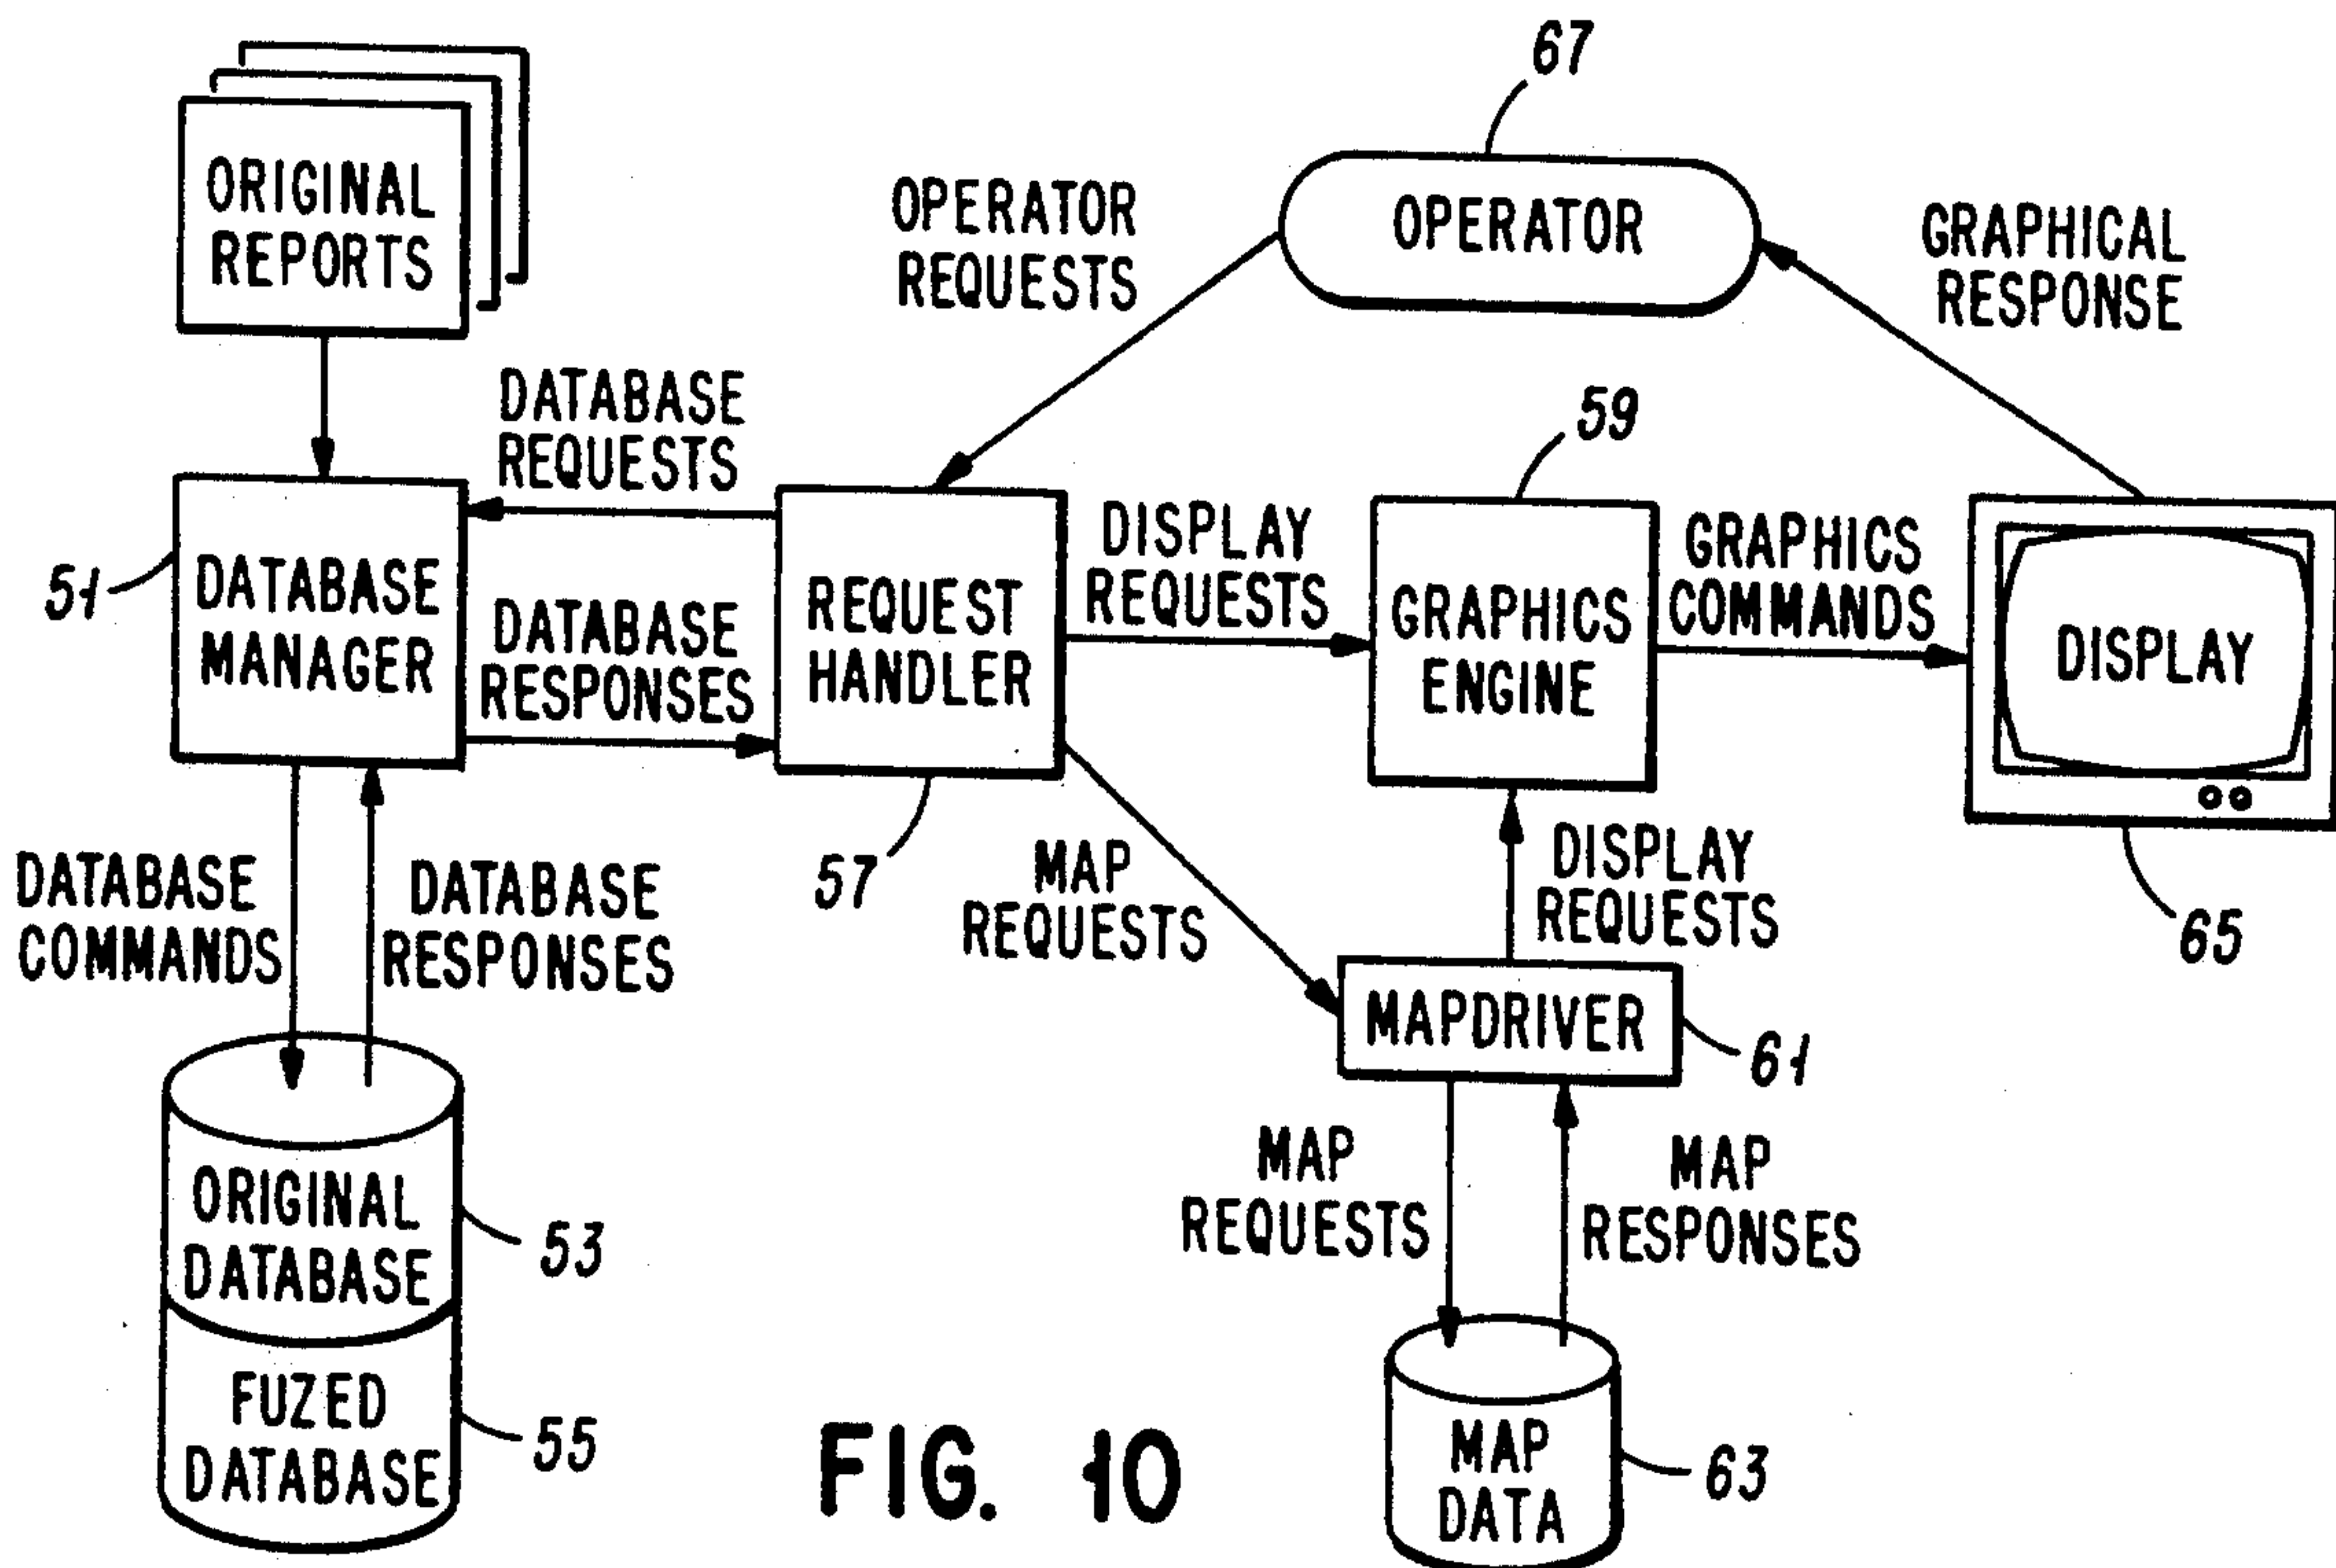 67
ORIGINAL
REPORTS
OPERATOR
REQUESTS
OPERATOR
GRAPHICAL
RESPONSE
DATABASE
REQUESTS
59
51
DATABASE
MANAGER
DATABASE
RESPONSES
REQUEST
HANDLER
DISPLAY
REQUESTS
GRAPHICS
ENGINE
GRAPHICS
COMMANDS
DISPLAY
57
65
DATABASE
COMMANDS
DATABASE
RESPONSES
MAP
REQUESTS
DISPLAY
REQUESTS
MAPDRIVER
61
ORIGINAL
DATABASE
53
MAP
REQUESTS
MAP
RESPONSES
FUZED
DATABASE
55
MAP
DATA
63
FIG. 10